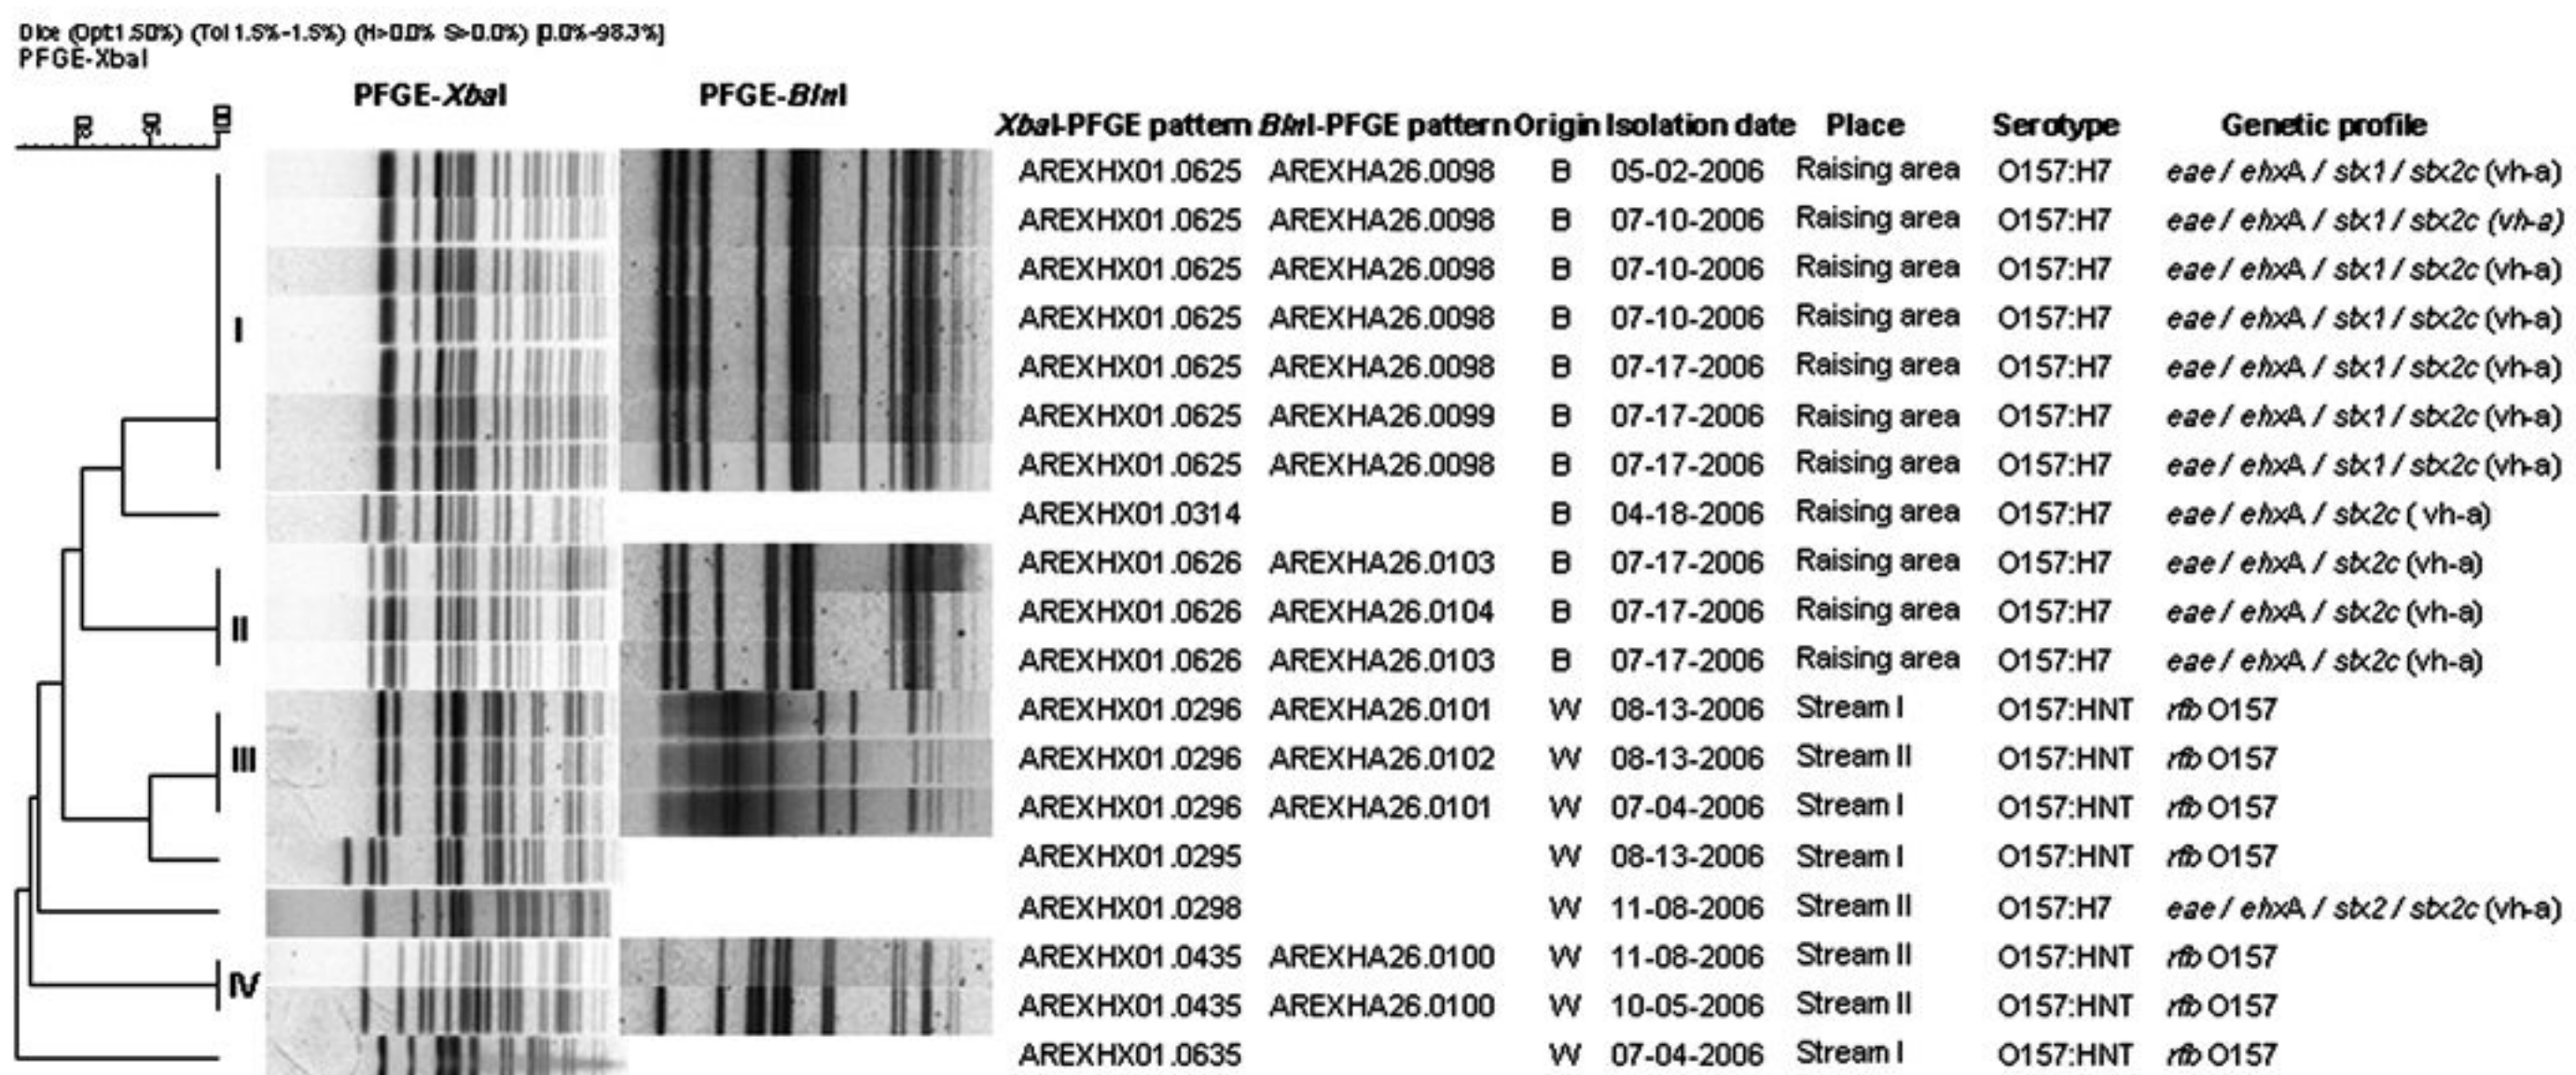 Dice (Opt:1.50%) (Tol 1.5%-1.5%) (H>0.0% S>0.0%) [0.0%-98.3%]
PFGE-XbaI
PFGE-XbaI PFGE-BlnI
80 90 100
XbaI-PFGE pattern BlnI-PFGE pattern Origin Isolation date Place Serotype Genetic profile
AREXHX01.0625 AREXHA26.0098 B 05-02-2006 Raising area O157:H7 eae / ehxA / stx1 / stx2c (vh-a)
AREXHX01.0625 AREXHA26.0098 B 07-10-2006 Raising area O157:H7 eae / ehxA / stx1 / stx2c (vh-a)
AREXHX01.0625 AREXHA26.0098 B 07-10-2006 Raising area O157:H7 eae / ehxA / stx1 / stx2c (vh-a)
I AREXHX01.0625 AREXHA26.0098 B 07-10-2006 Raising area O157:H7 eae / ehxA / stx1 / stx2c (vh-a)
AREXHX01.0625 AREXHA26.0098 B 07-17-2006 Raising area O157:H7 eae / ehxA / stx1 / stx2c (vh-a)
AREXHX01.0625 AREXHA26.0099 B 07-17-2006 Raising area O157:H7 eae / ehxA / stx1 / stx2c (vh-a)
AREXHX01.0625 AREXHA26.0098 B 07-17-2006 Raising area O157:H7 eae / ehxA / stx1 / stx2c (vh-a)
AREXHX01.0314 B 04-18-2006 Raising area O157:H7 eae / ehxA / stx2c ( vh-a)
AREXHX01.0626 AREXHA26.0103 B 07-17-2006 Raising area O157:H7 eae / ehxA / stx2c (vh-a)
II AREXHX01.0626 AREXHA26.0104 B 07-17-2006 Raising area O157:H7 eae / ehxA / stx2c (vh-a)
AREXHX01.0626 AREXHA26.0103 B 07-17-2006 Raising area O157:H7 eae / ehxA / stx2c (vh-a)
AREXHX01.0296 AREXHA26.0101 W 08-13-2006 Stream I O157:HNT rfb O157
III AREXHX01.0296 AREXHA26.0102 W 08-13-2006 Stream II O157:HNT rfb O157
AREXHX01.0296 AREXHA26.0101 W 07-04-2006 Stream I O157:HNT rfb O157
AREXHX01.0295 W 08-13-2006 Stream I O157:HNT rfb O157
AREXHX01.0298 W 11-08-2006 Stream II O157:H7 eae / ehxA / stx2 / stx2c (vh-a)
IV AREXHX01.0435 AREXHA26.0100 W 11-08-2006 Stream II O157:HNT rfb O157
AREXHX01.0435 AREXHA26.0100 W 10-05-2006 Stream II O157:HNT rfb O157
AREXHX01.0635 W 07-04-2006 Stream I O157:HNT rfb O157